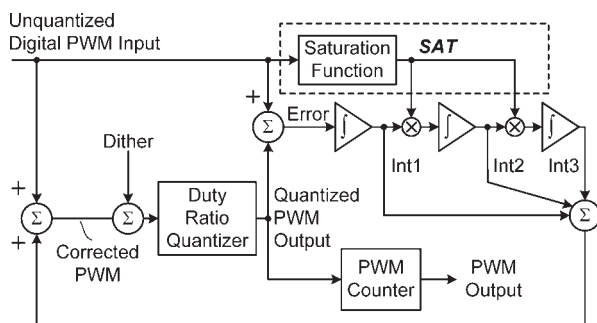 Unquantized
Digital PWM Input
Saturation
Function
SAT
+
Error
∫
∫
∫
Σ
Int1
Int2
Int3
Dither
+
Σ
+
Σ
Duty
Ratio
Quantizer
Quantized
PWM
Output
Σ
Corrected
PWM
PWM
Counter
PWM
Output